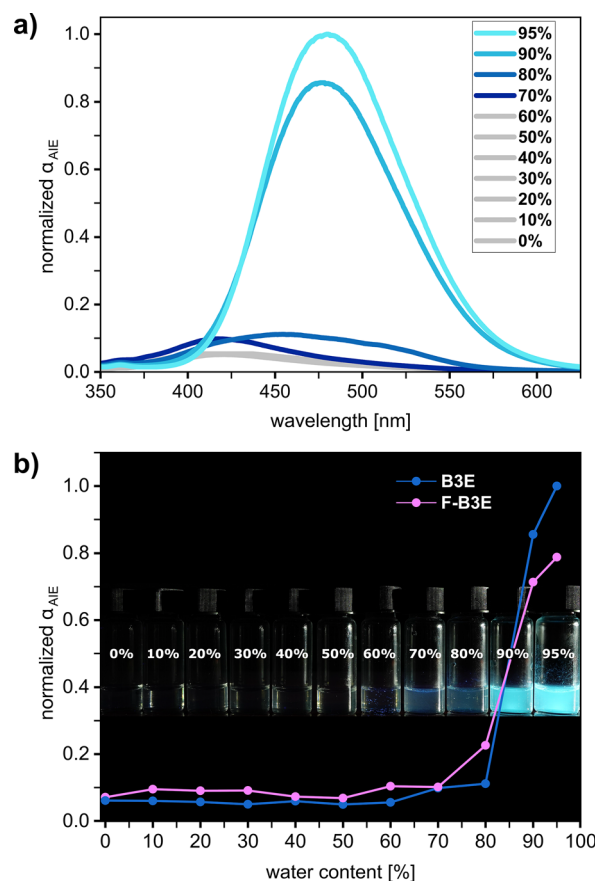 a)
1.0
0.8
0.6
0.4
0.2
0.0
normalized α_AIE
95%
90%
80%
70%
60%
50%
40%
30%
20%
10%
0%
350
400
450
500
550
600
wavelength [nm]
b)
B3E
F-B3E
1.0
0.8
0.6
0.4
0.2
0.0
normalized α_AIE
0% 10% 20% 30% 40% 50% 60% 70% 80% 90% 95%
0 10 20 30 40 50 60 70 80 90 100
water content [%]